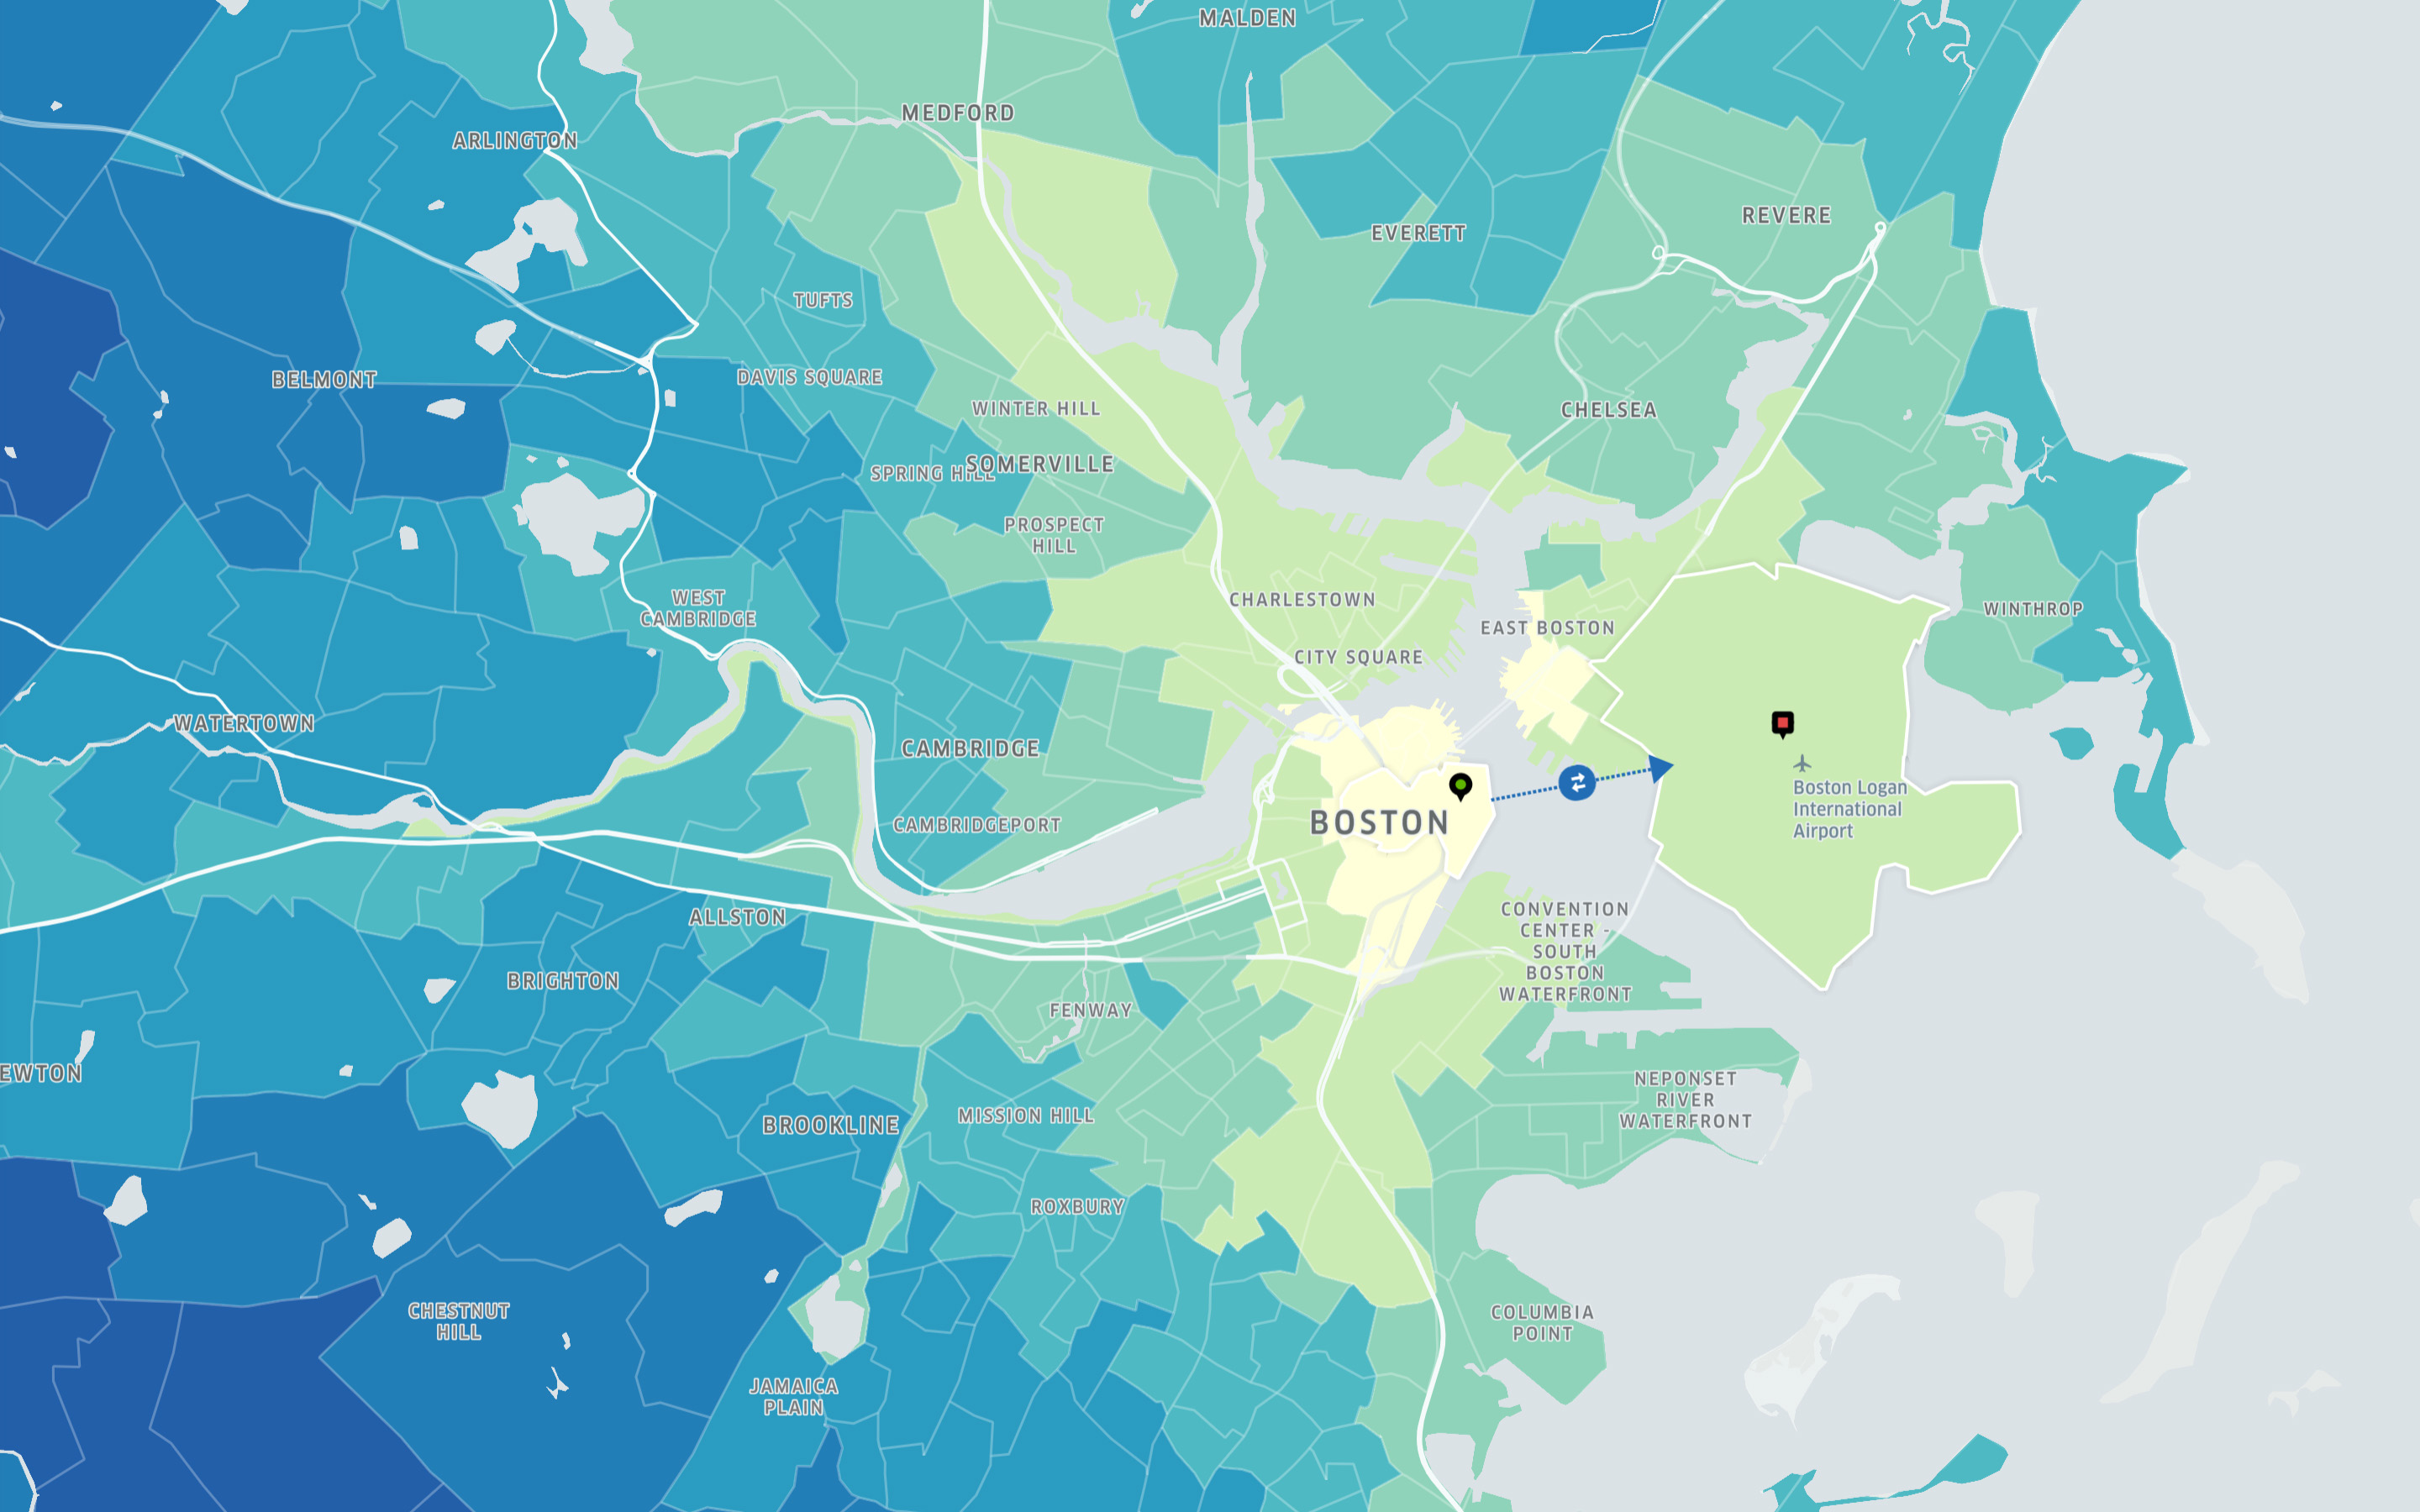 MALDEN
MEDFORD
ARLINGTON
REVERE
EVERETT
TUFTS
BELMONT
DAVIS SQUARE
WINTER HILL
CHELSEA
SOMERVILLE
SPRING HILL
PROSPECT
HILL
WEST
CAMBRIDGE
CHARLESTOWN
WINTHROP
EAST BOSTON
CITY SQUARE
WATERTOWN
CAMBRIDGE
Boston Logan
International
Airport
BOSTON
CAMBRIDGEPORT
ALLSTON
CONVENTION
CENTER -
SOUTH
BOSTON
WATERFRONT
BRIGHTON
FENWAY
EWTON
NEPONSET
RIVER
WATERFRONT
MISSION HILL
BROOKLINE
ROXBURY
CHESTNUT
HILL
COLUMBIA
POINT
JAMAICA
PLAIN